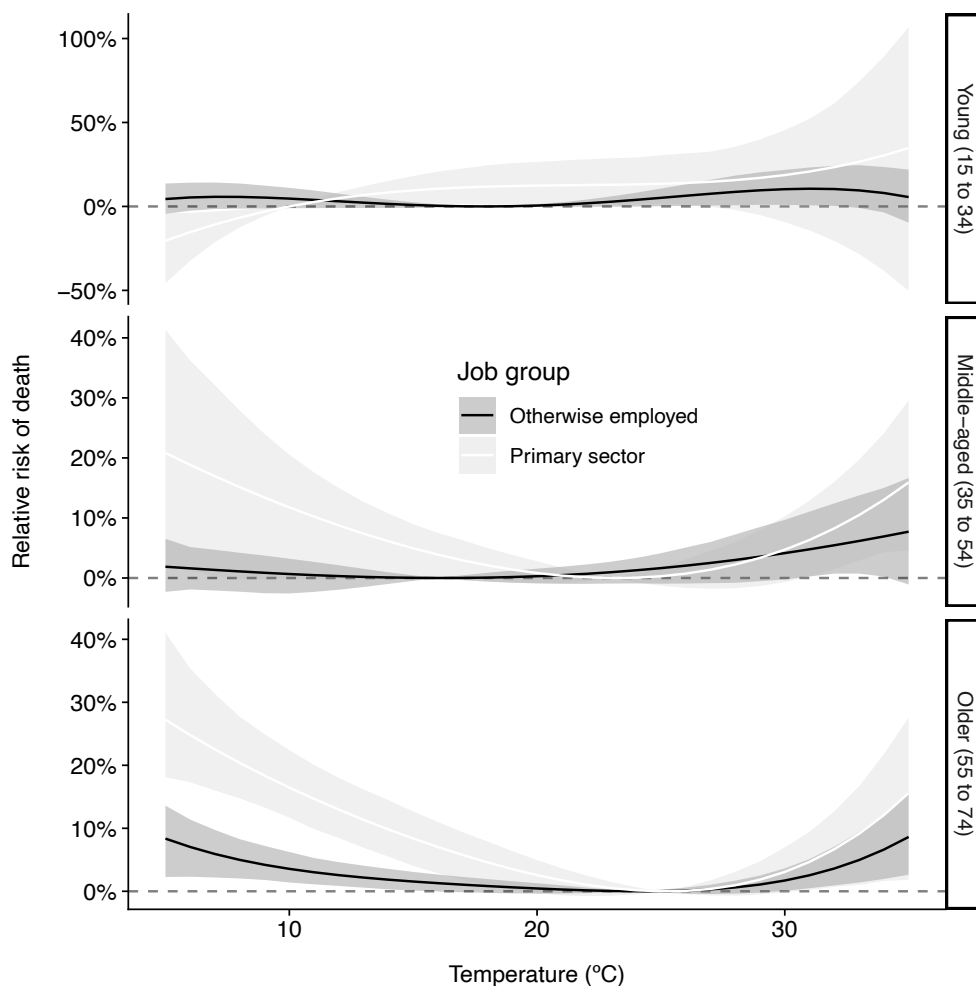 100%
50%
0%
−50%
Young (15 to 34)
40%
30%
20%
10%
0%
Middle−aged (35 to 54)
Job group
Otherwise employed
Primary sector
40%
30%
20%
10%
0%
Older (55 to 74)
Relative risk of death
10
20
30
Temperature (ºC)